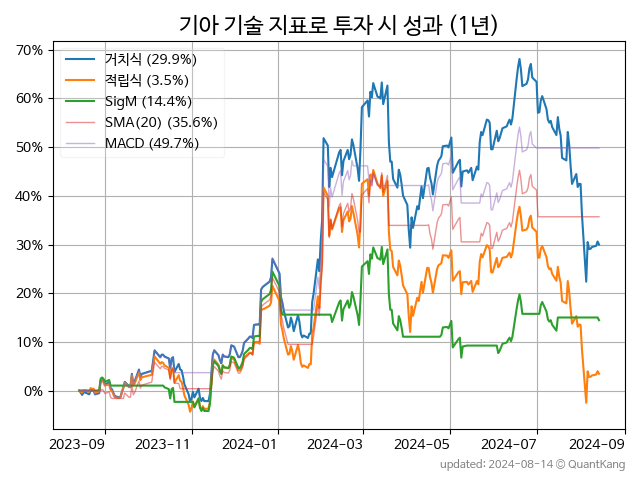 기아 기술 지표로 투자 시 성과 (1년)
거치식 (29.9%)
적립식 (3.5%)
SigM (14.4%)
SMA(20) (35.6%)
MACD (49.7%)
70%
60%
50%
40%
30%
20%
10%
0%
2023-09 2023-11 2024-01 2024-03 2024-05 2024-07 2024-09
updated: 2024-08-14 © QuantKang